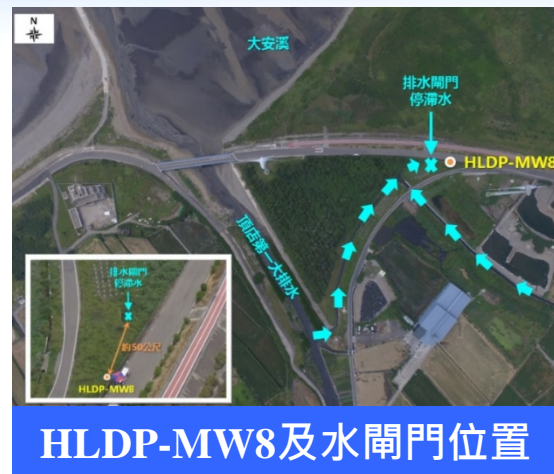 N
大安溪
排水閘門
停滯水
HLDP-MW8
頂店第一大排水
排水閘門
停滯水
約50公尺
HLDP-MW8
HLDP-MW8及水閘門位置